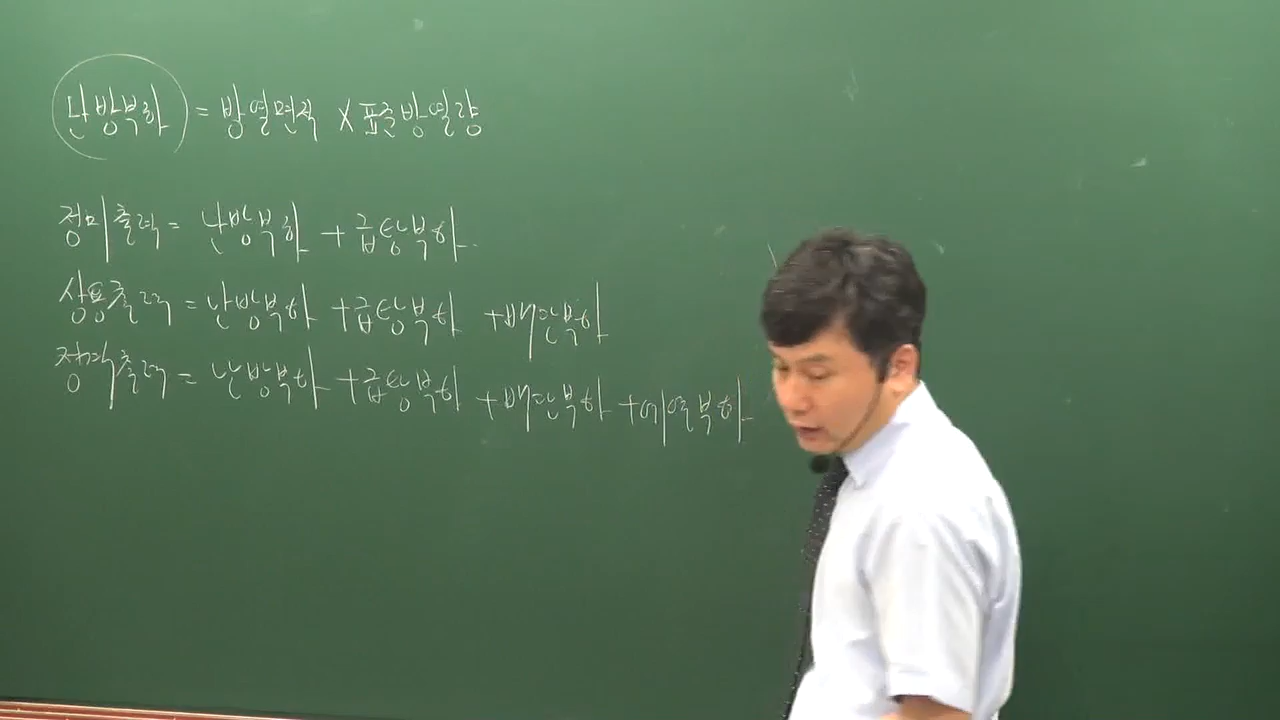 난방부하 = 방열면적 X 표준방열량
정미출력 = 난방부하 + 급탕부하
상용출력 = 난방부하 + 급탕부하 + 배관부하
정격출력 = 난방부하 + 급탕부하 + 배관부하 + 예열부하